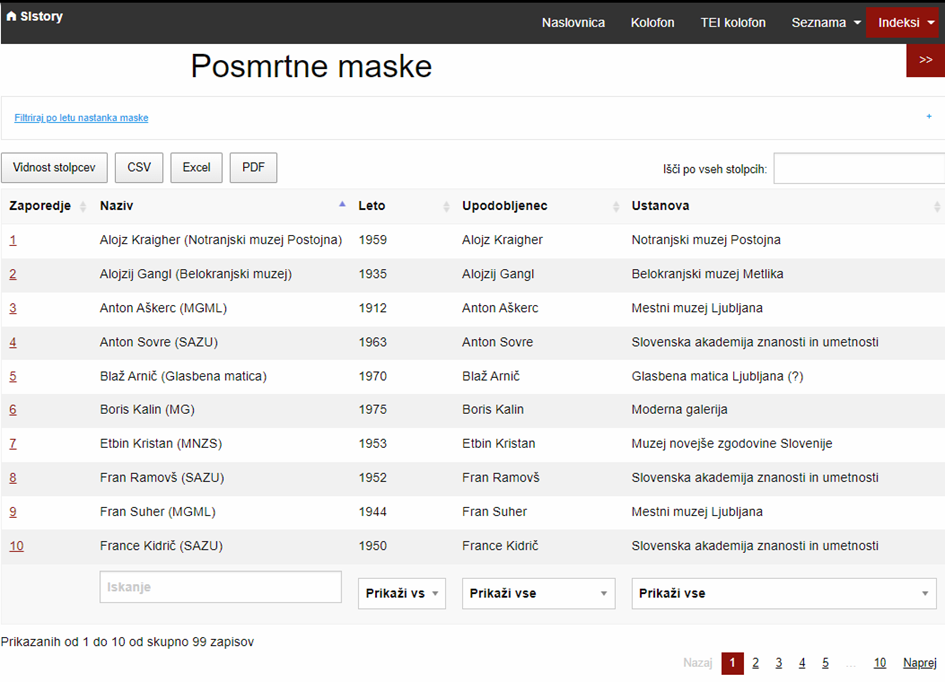 SIstory
Naslovnica Kolofon TEI kolofon Seznama Indeksi
Posmrtne maske
>>
Filtriraj po letu nastanka maske +
Vidnost stolpcev CSV Excel PDF Išči po vseh stolpcih:
Zaporedje Naziv Leto Upodobljenec Ustanova
1 Alojz Kraigher (Notranjski muzej Postojna) 1959 Alojz Kraigher Notranjski muzej Postojna
2 Alojzij Gangl (Belokranjski muzej) 1935 Alojzij Gangl Belokranjski muzej Metlika
3 Anton Aškerc (MGML) 1912 Anton Aškerc Mestni muzej Ljubljana
4 Anton Sovre (SAZU) 1963 Anton Sovre Slovenska akademija znanosti in umetnosti
5 Blaž Arnič (Glasbena matica) 1970 Blaž Arnič Glasbena matica Ljubljana (?)
6 Boris Kalin (MG) 1975 Boris Kalin Moderna galerija
7 Etbin Kristan (MNZS) 1953 Etbin Kristan Muzej novejše zgodovine Slovenije
8 Fran Ramovš (SAZU) 1952 Fran Ramovš Slovenska akademija znanosti in umetnosti
9 Fran Suher (MGML) 1944 Fran Suher Mestni muzej Ljubljana
10 France Kidrič (SAZU) 1950 France Kidrič Slovenska akademija znanosti in umetnosti
Iskanje Prikaži vs Prikaži vse Prikaži vse
Prikazanih od 1 do 10 od skupno 99 zapisov
Nazaj 1 2 3 4 5 … 10 Naprej